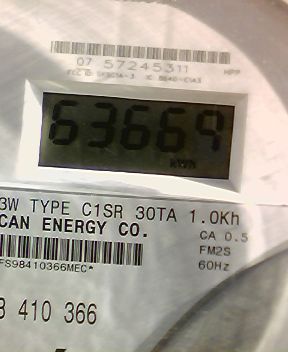 07 57245311 HPP
63669
KWH
3W TYPE C1SR 30TA 1.0Kh
CAN ENERGY CO. CA 0.5
FM2S
FS98410366MEC* 60Hz
410 366